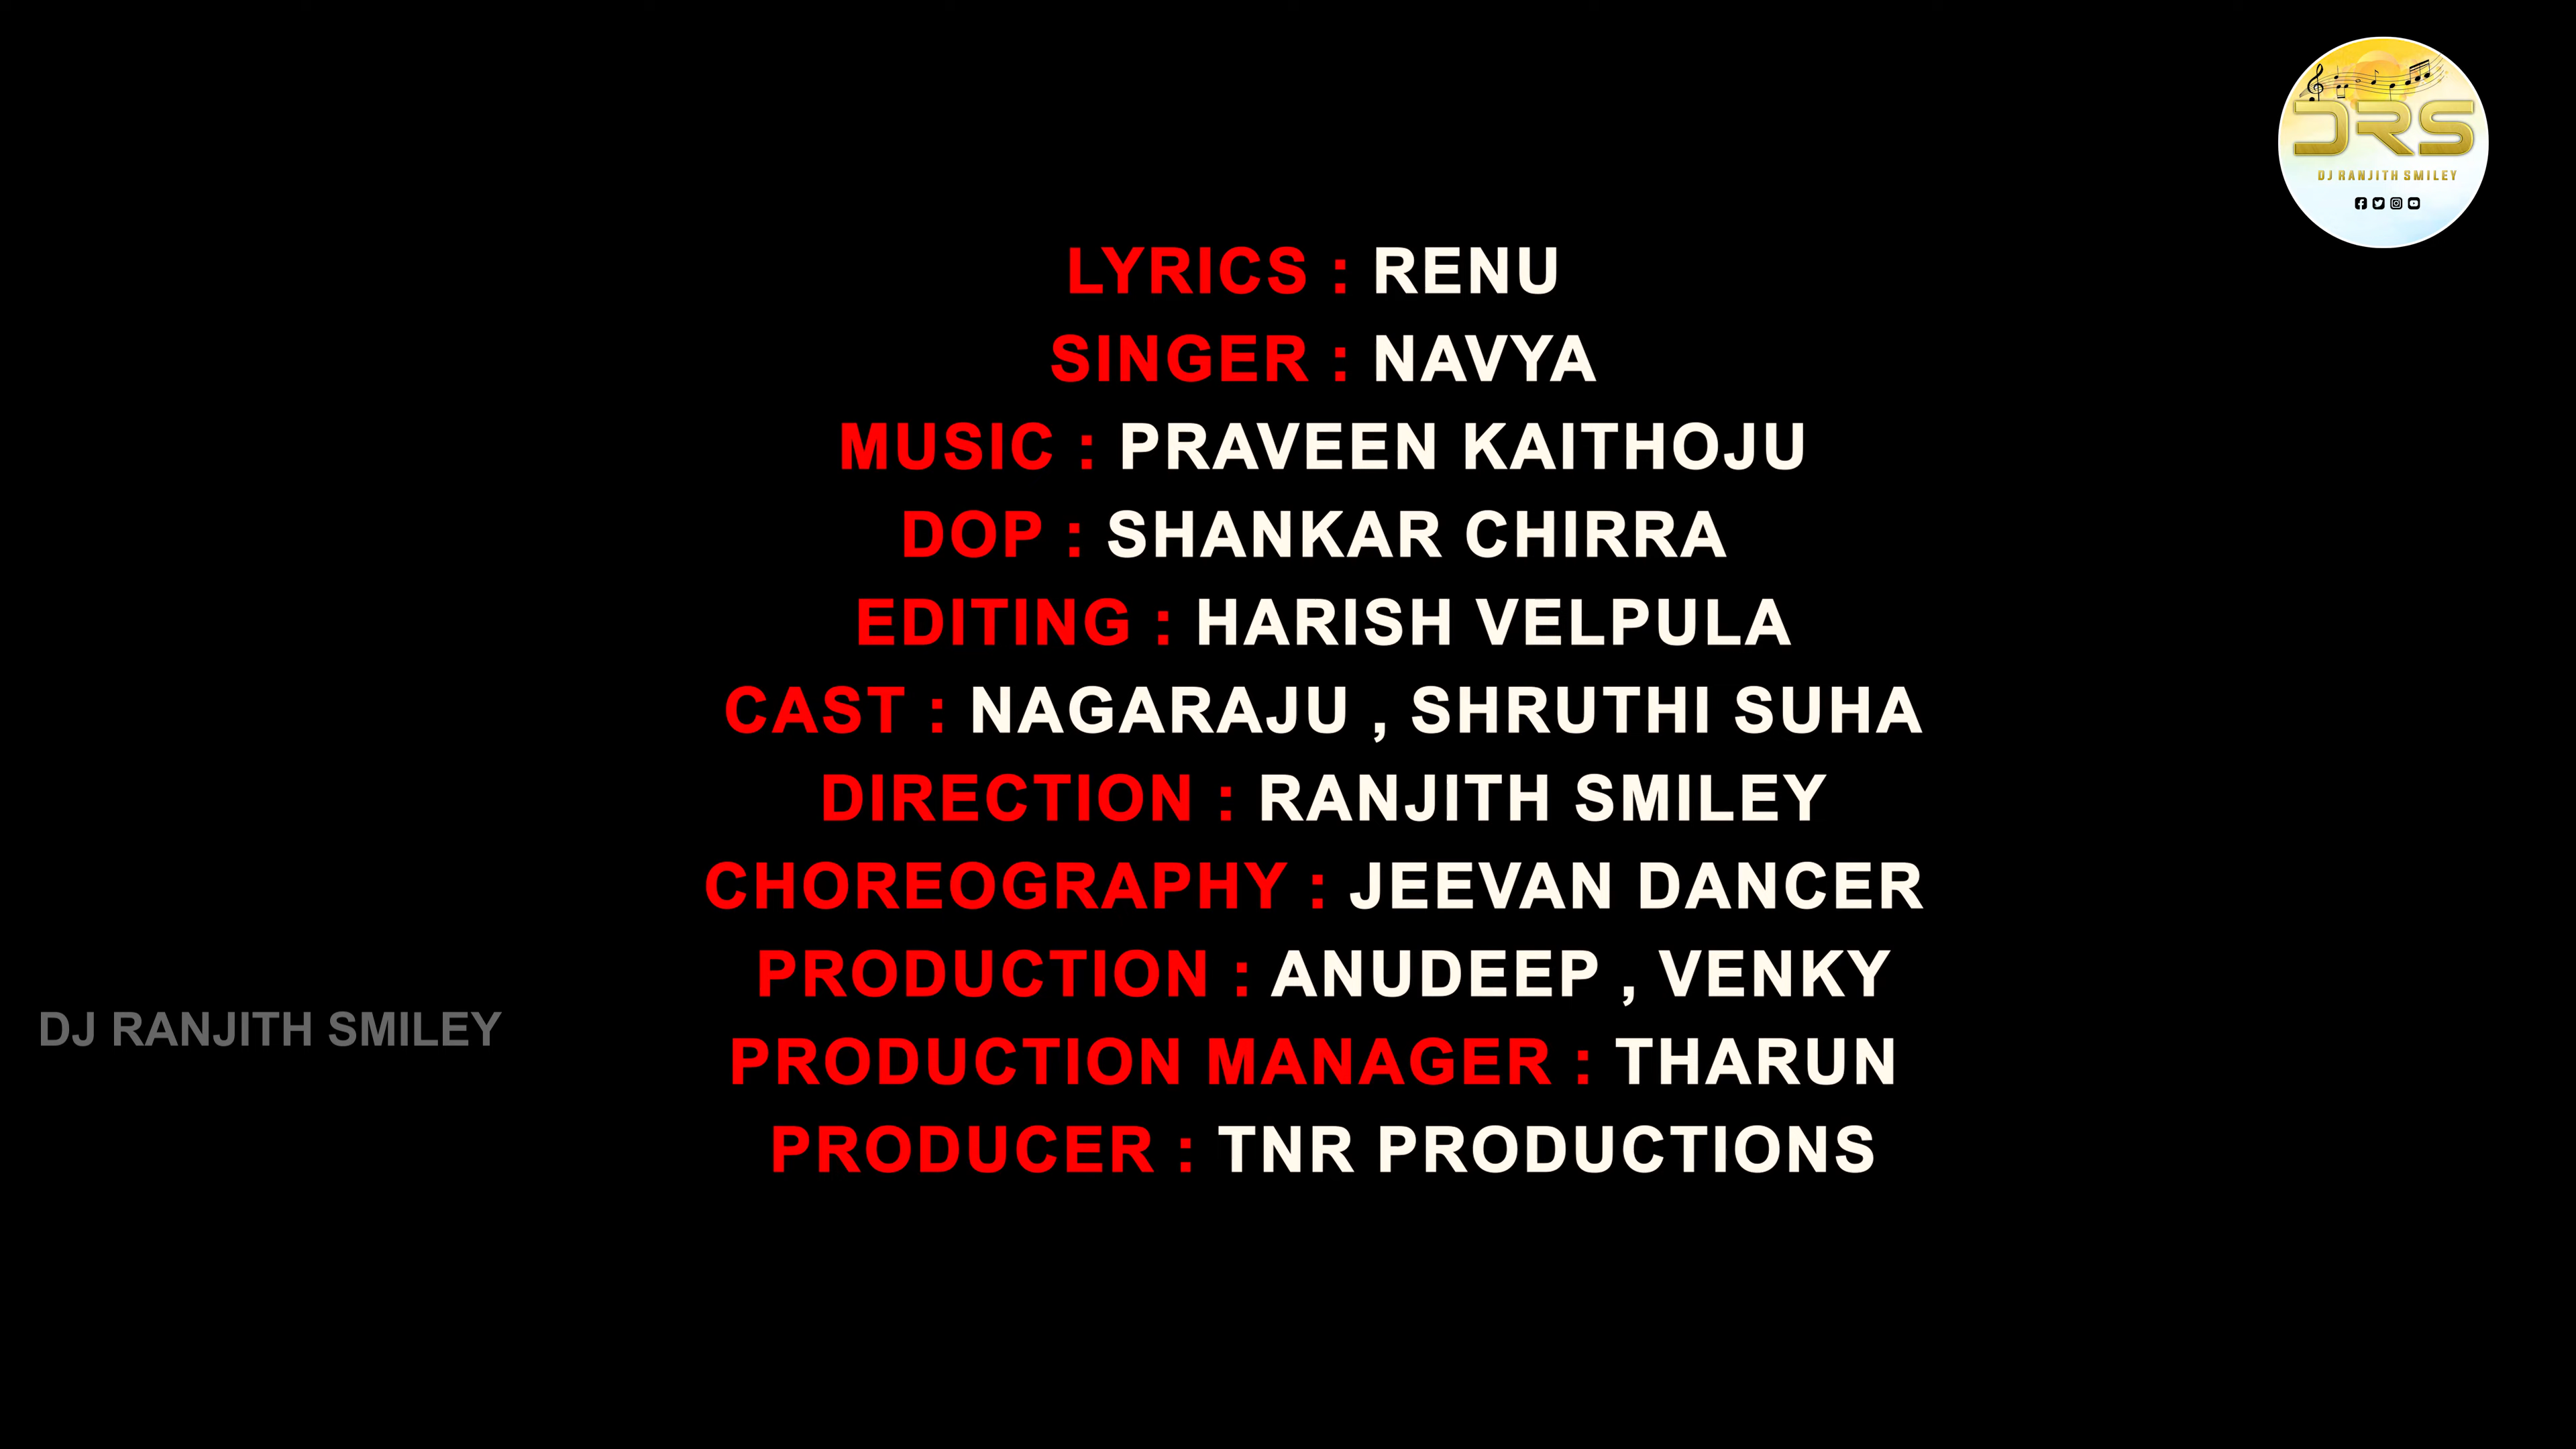 DRS
DJ RANJITH SMILEY
LYRICS : RENU
SINGER : NAVYA
MUSIC : PRAVEEN KAITHOJU
DOP : SHANKAR CHIRRA
EDITING : HARISH VELPULA
CAST : NAGARAJU , SHRUTHI SUHA
DIRECTION : RANJITH SMILEY
CHOREOGRAPHY : JEEVAN DANCER
PRODUCTION : ANUDEEP , VENKY
DJ RANJITH SMILEY
PRODUCTION MANAGER : THARUN
PRODUCER : TNR PRODUCTIONS